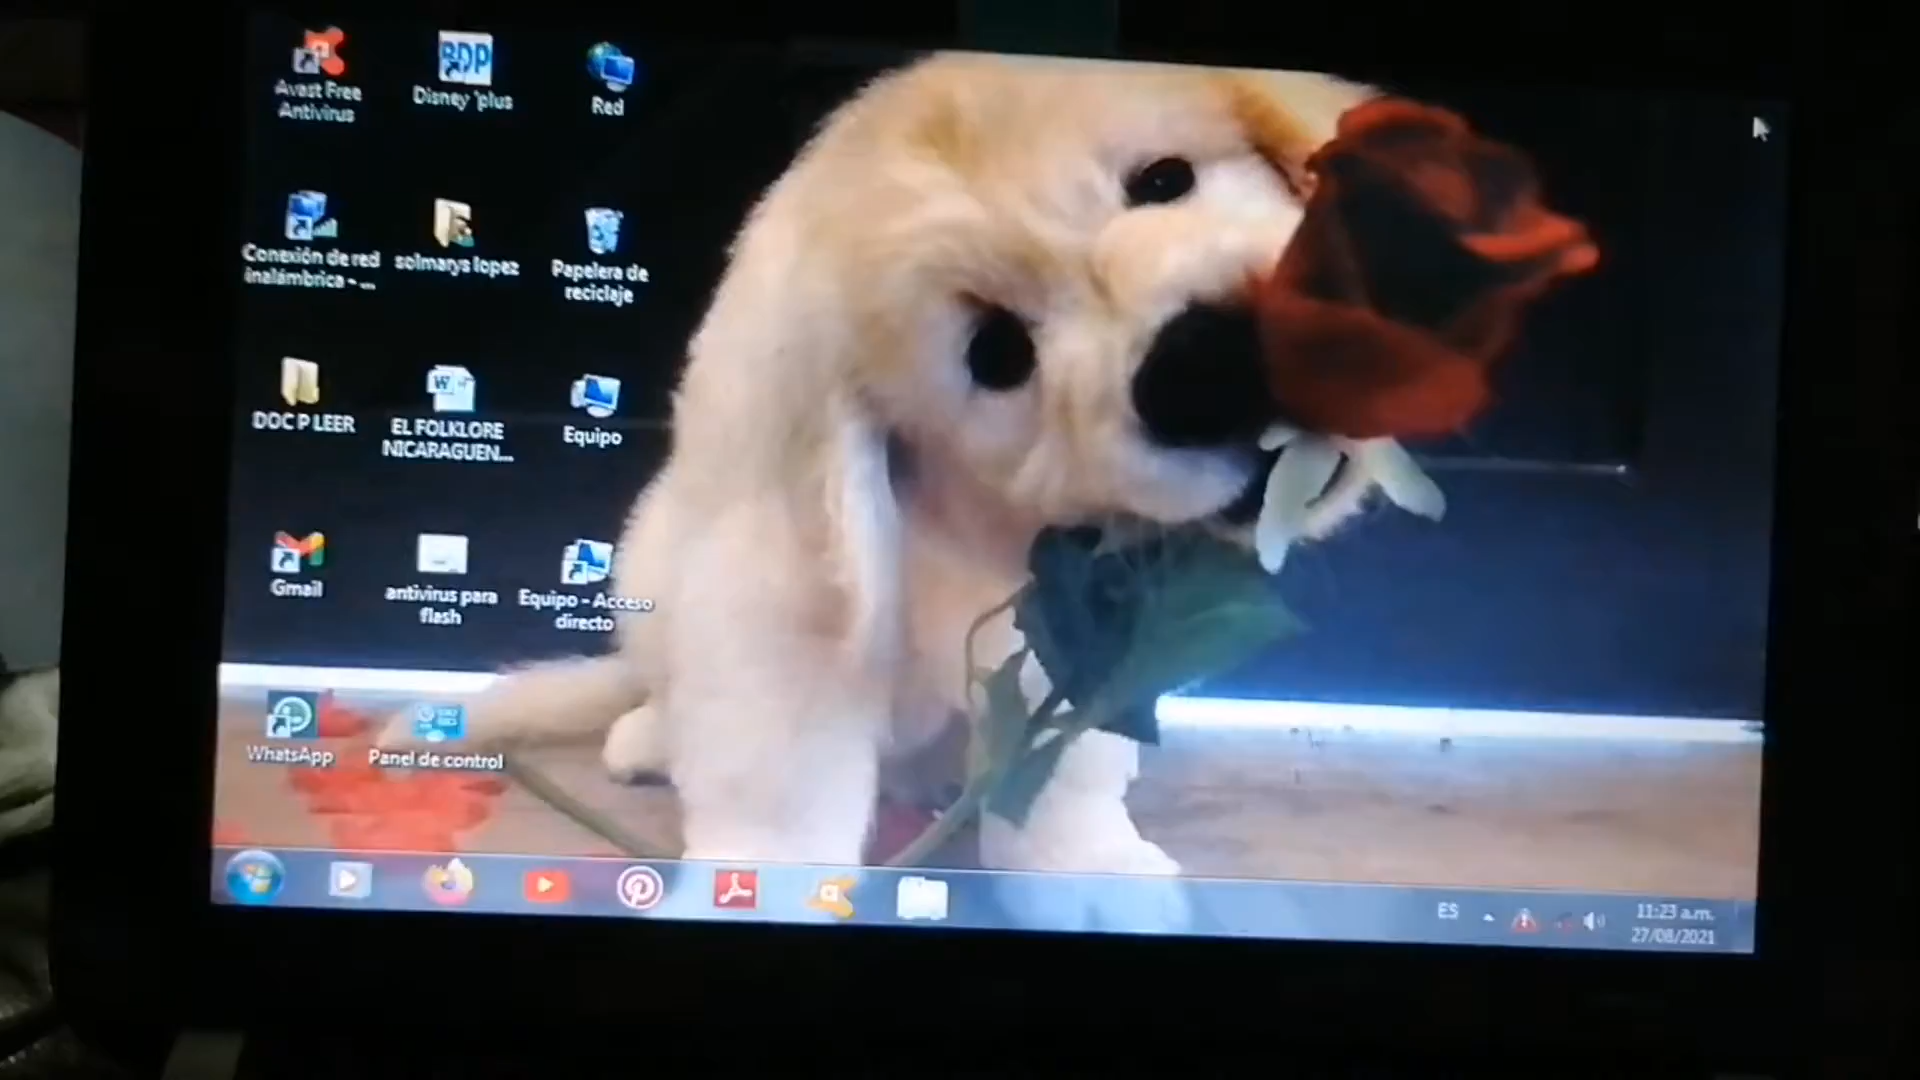 Avast Free
Antivirus
BDP
Disney 'plus
Red
Conexión de red
inalámbrica - ...
solmarys lopez
Papelera de
reciclaje
DOC P LEER
W
EL FOLKLORE
NICARAGUEN...
Equipo
Gmail
antivirus para
flash
Equipo - Acceso
directo
WhatsApp
Panel de control
ES
11:23 a.m.
27/08/2021